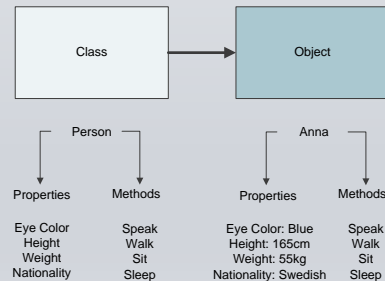 Class
Object
Person
Anna
Properties
Methods
Properties
Methods
Eye Color
Height
Weight
Nationality
Speak
Walk
Sit
Sleep
Eye Color: Blue
Height: 165cm
Weight: 55kg
Nationality: Swedish
Speak
Walk
Sit
Sleep